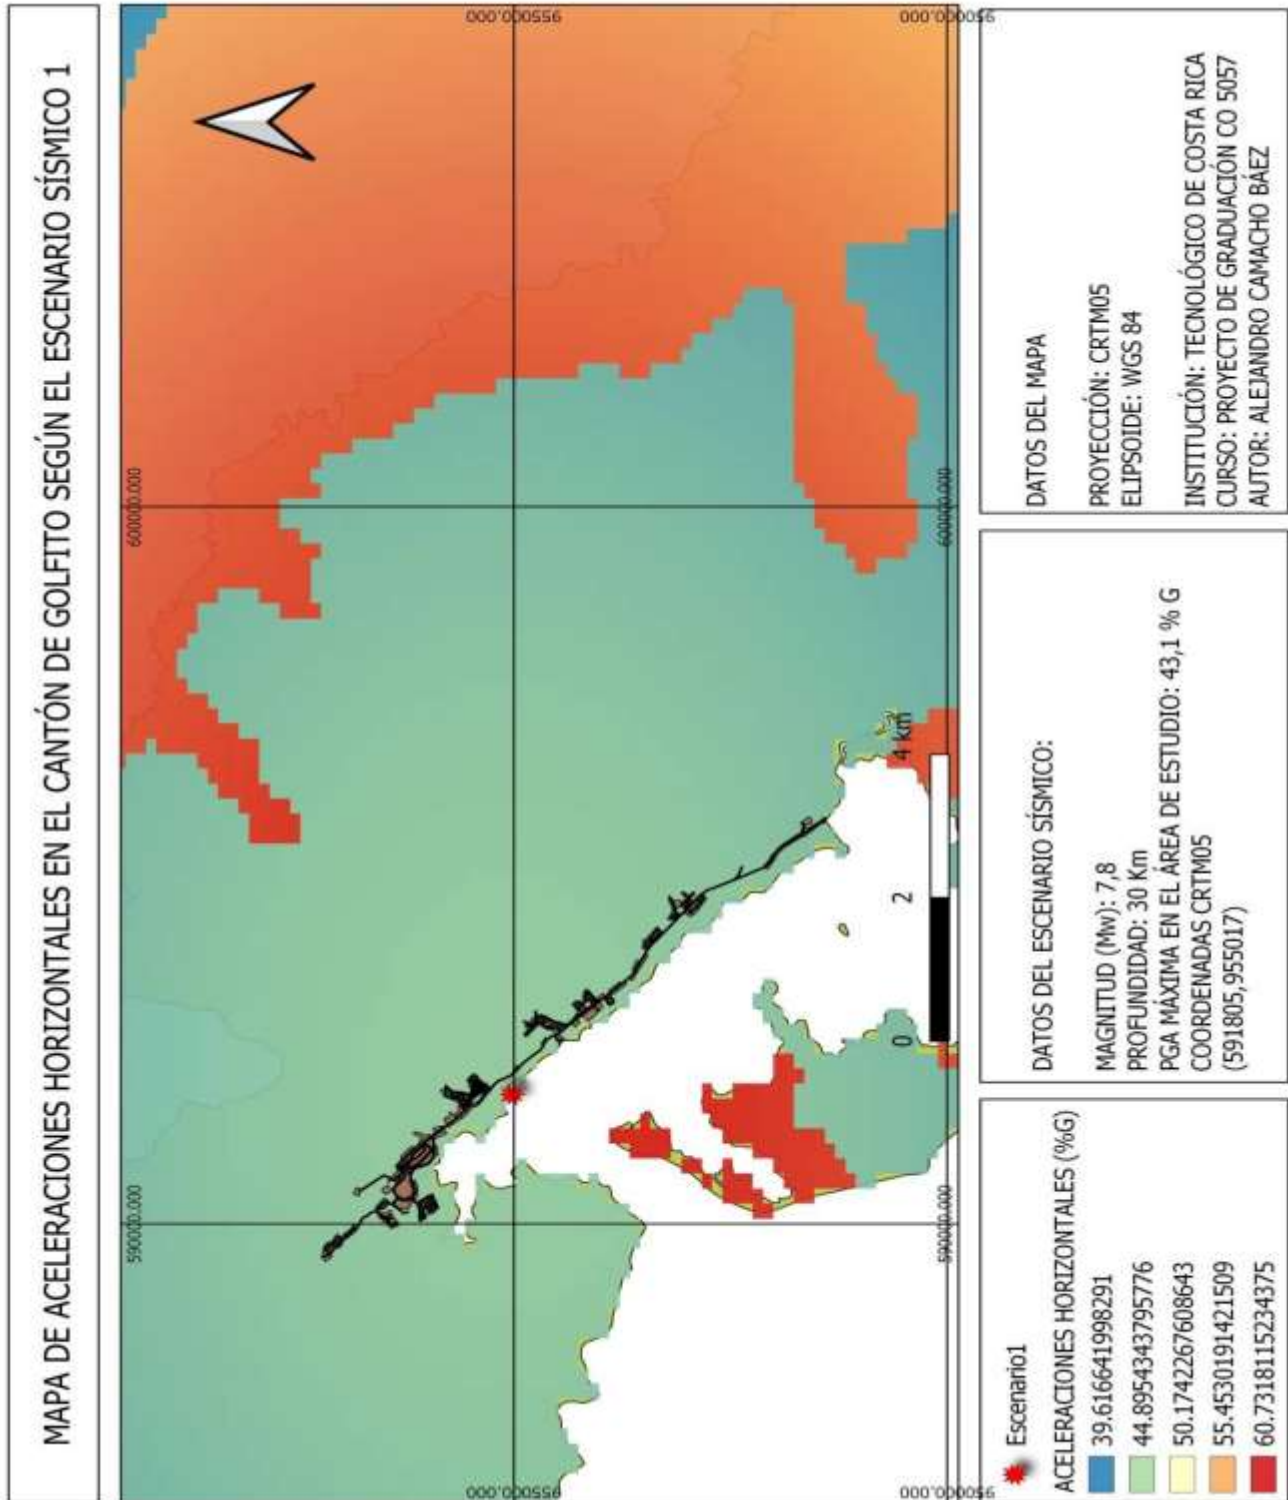 MAPA DE ACELERACIONES HORIZONTALES EN EL CANTÓN DE GOLFITO SEGÚN EL ESCENARIO SÍSMICO 1
590000.000
600000.000
955000.000
955000.000
950000.000
950000.000
590000.000
600000.000
0
2
4 km
Escenario1
ACELERACIONES HORIZONTALES (%G)
39.616641998291
44.8954343795776
50.1742267608643
55.4530191421509
60.7318115234375
DATOS DEL ESCENARIO SÍSMICO:
MAGNITUD (Mw): 7,8
PROFUNDIDAD: 30 Km
PGA MÁXIMA EN EL ÁREA DE ESTUDIO: 43,1 % G
COORDENADAS CRTM05
(591805,955017)
DATOS DEL MAPA
PROYECCIÓN: CRTM05
ELIPSOIDE: WGS 84
INSTITUCIÓN: TECNOLÓGICO DE COSTA RICA
CURSO: PROYECTO DE GRADUACIÓN CO 5057
AUTOR: ALEJANDRO CAMACHO BÁEZ